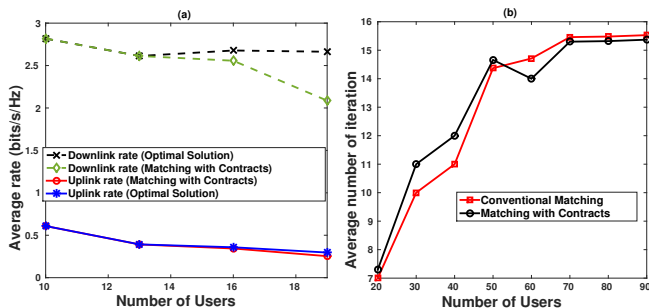 (a)
3
2.5
2
1
0.5
0
Average rate (bits/s/Hz)
Downlink rate (Optimal Solution)
Downlink rate (Matching with Contracts)
Uplink rate (Matching with Contracts)
Uplink rate (Optimal Solution)
10
12
14
16
18
Number of Users
(b)
16
15
14
13
12
11
10
9
8
7
Average number of iteration
Conventional Matching
Matching with Contracts
20
30
40
50
60
70
80
90
Number of Users